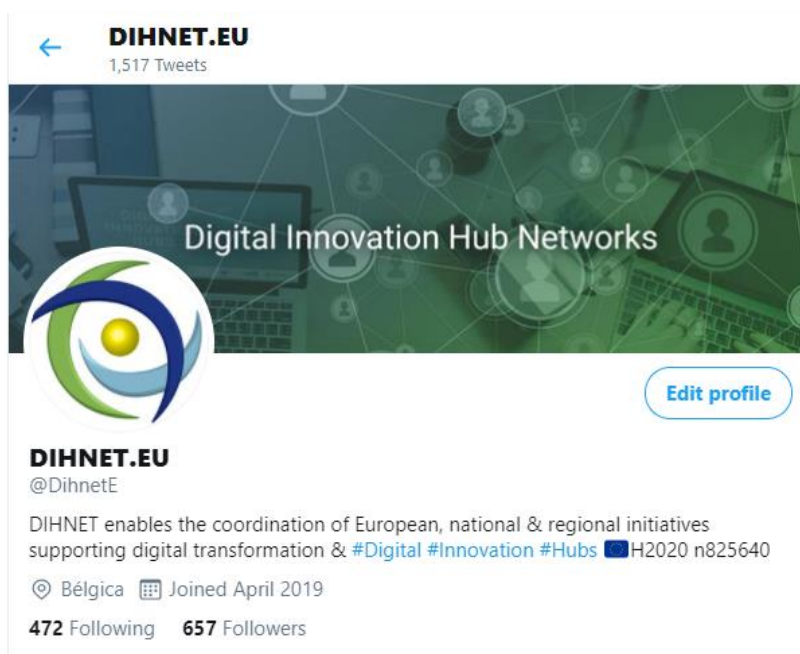 DIHNET.EU
1,517 Tweets
Digital Innovation Hub Networks
Edit profile
DIHNET.EU
@DihnetE
DIHNET enables the coordination of European, national & regional initiatives
supporting digital transformation & #Digital #Innovation #Hubs 🇪🇺H2020 n825640
Bélgica Joined April 2019
472 Following 657 Followers